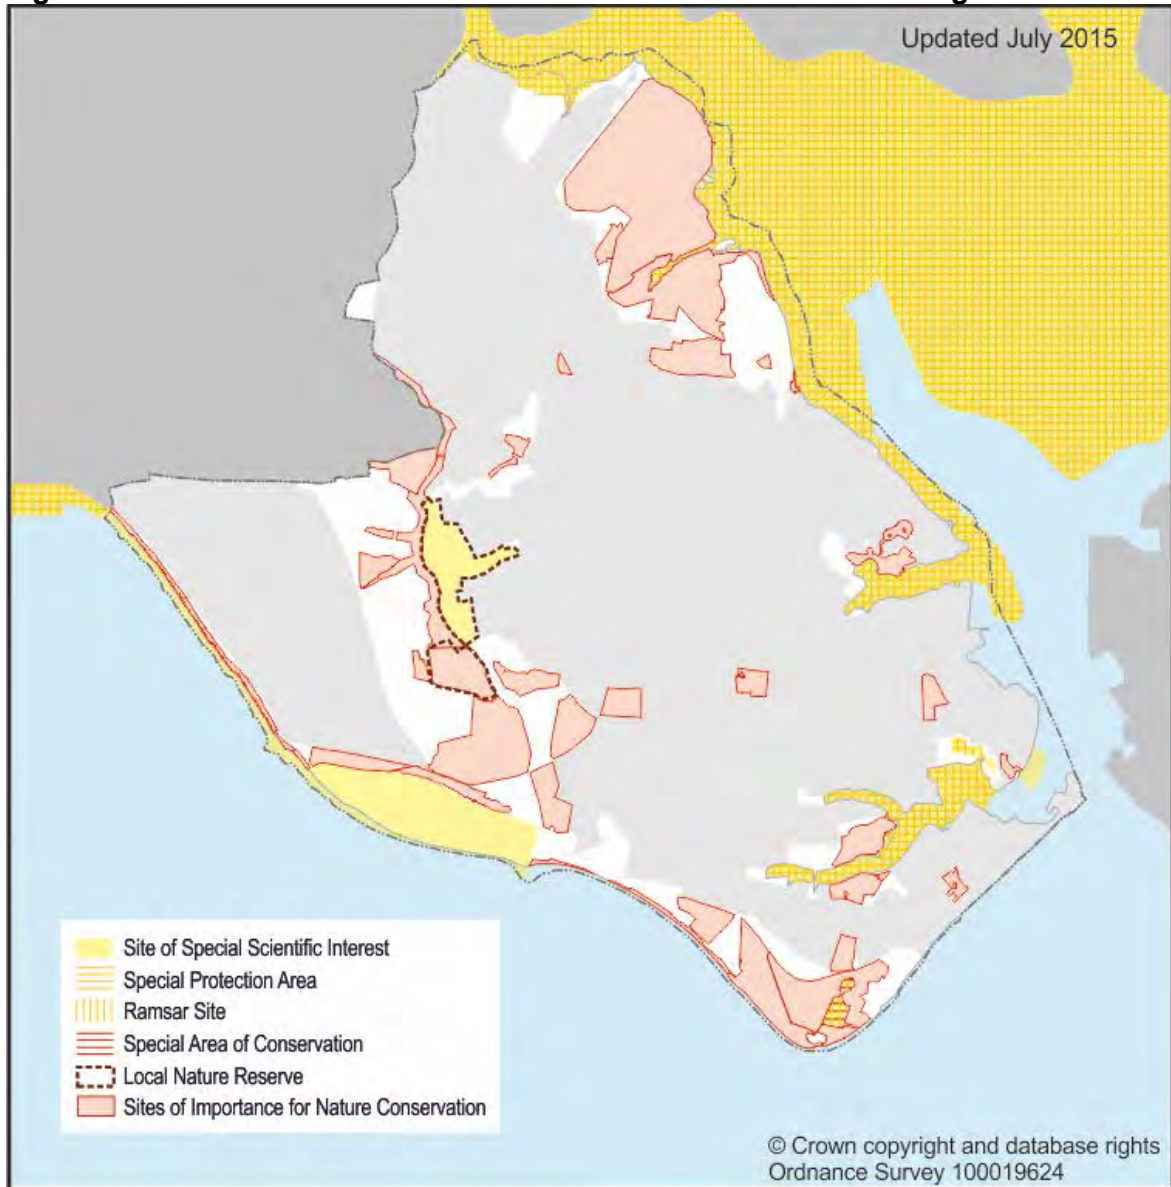 Updated July 2015
Site of Special Scientific Interest
Special Protection Area
Ramsar Site
Special Area of Conservation
Local Nature Reserve
Sites of Importance for Nature Conservation
© Crown copyright and database rights
Ordnance Survey 100019624